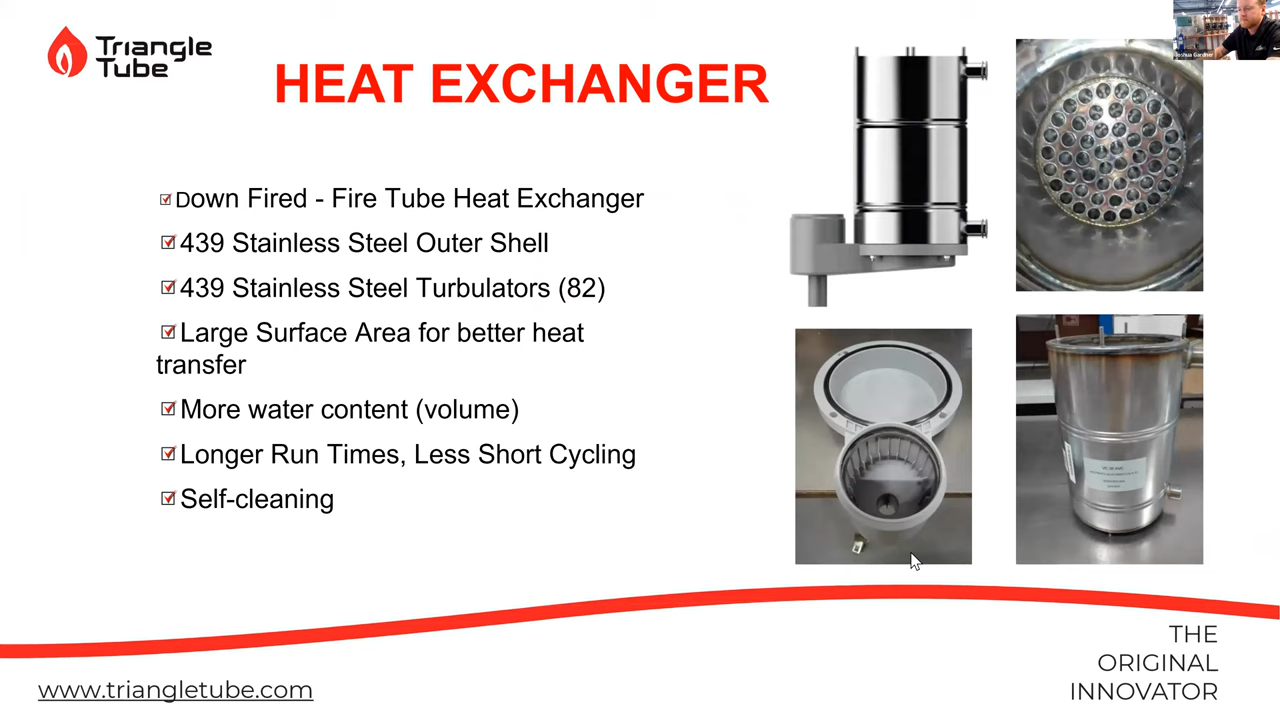 Triangle
Tube
HEAT EXCHANGER
Joshua Gardner
Down Fired - Fire Tube Heat Exchanger
439 Stainless Steel Outer Shell
439 Stainless Steel Turbulators (82)
Large Surface Area for better heat
transfer
More water content (volume)
Longer Run Times, Less Short Cycling
Self-cleaning
THE
ORIGINAL
INNOVATOR
www.triangletube.com